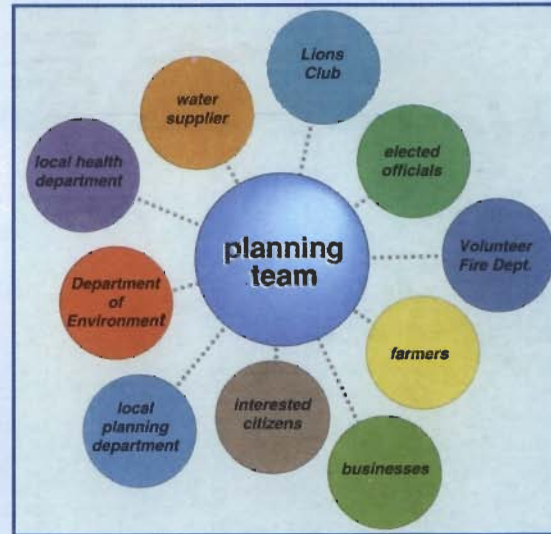 Lions
Club
water
supplier
elected
officials
local health
department
planning
team
Volunteer
Fire Dept.
Department
of
Environment
farmers
local
planning
department
interested
citizens
businesses